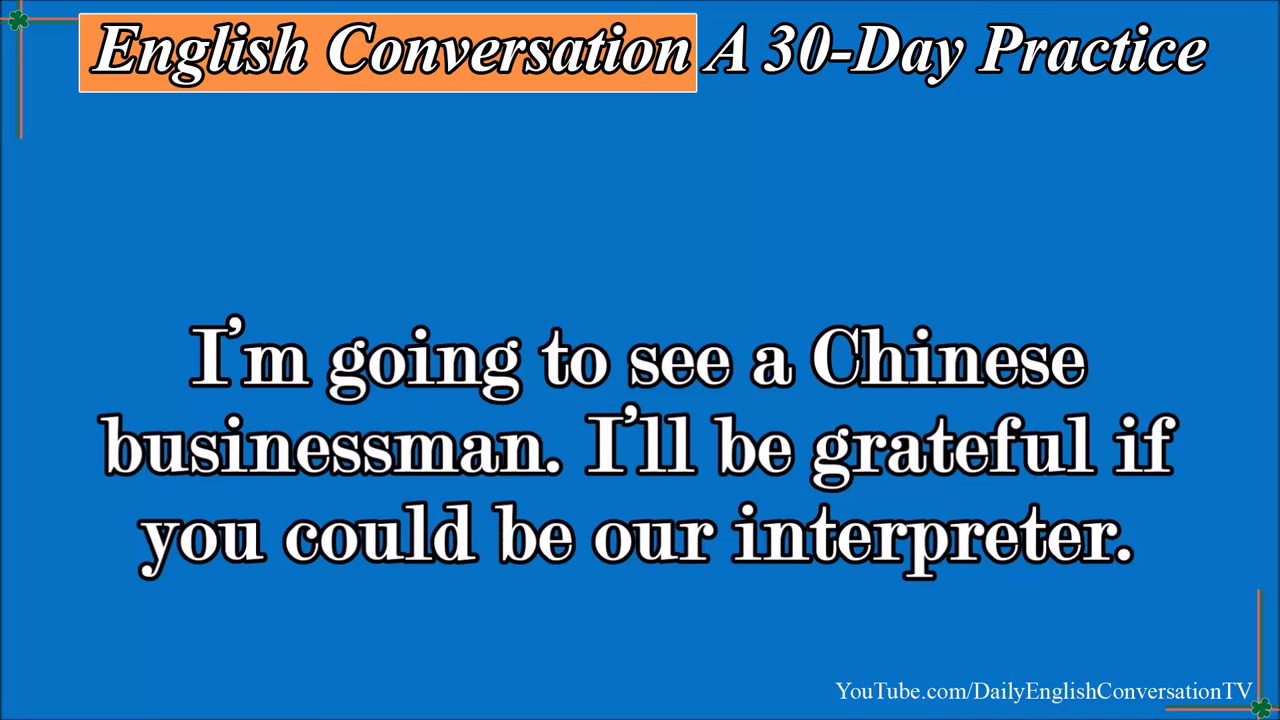 English Conversation A 30-Day Practice
I'm going to see a Chinese
businessman. I'll be grateful if
you could be our interpreter.
YouTube.com/DailyEnglishConversationTV